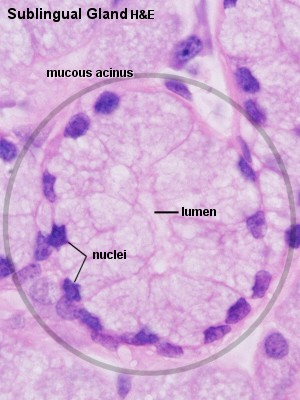 Sublingual Gland H&E
mucous acinus
lumen
nuclei